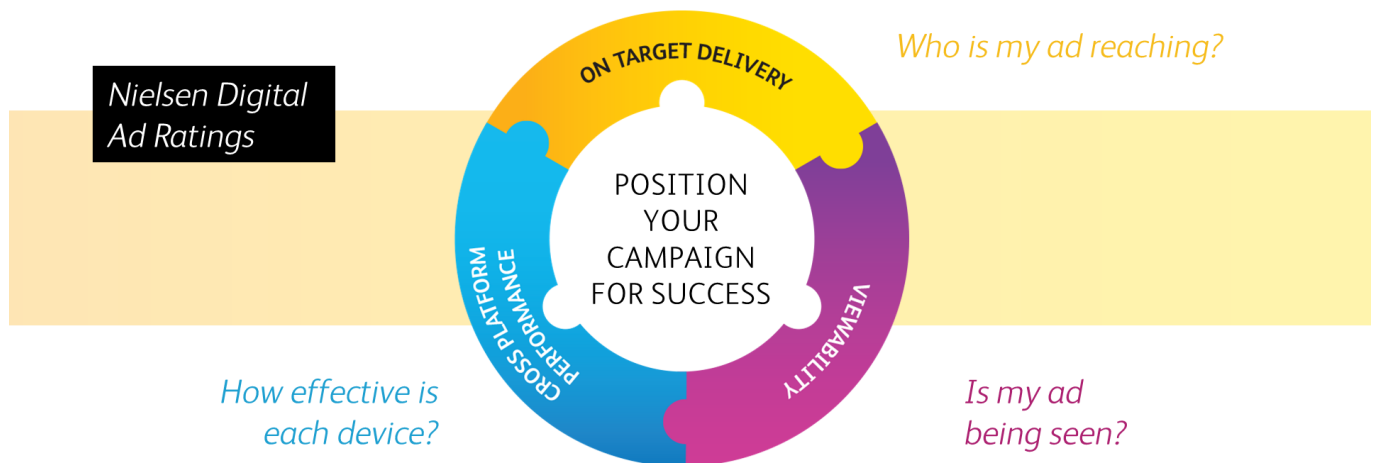 Nielsen Digital
Ad Ratings
ON TARGET DELIVERY
Who is my ad reaching?
POSITION
YOUR
CAMPAIGN
FOR SUCCESS
CROSS PLATFORM
PERFORMANCE
VIEWABILITY
How effective is
each device?
Is my ad
being seen?